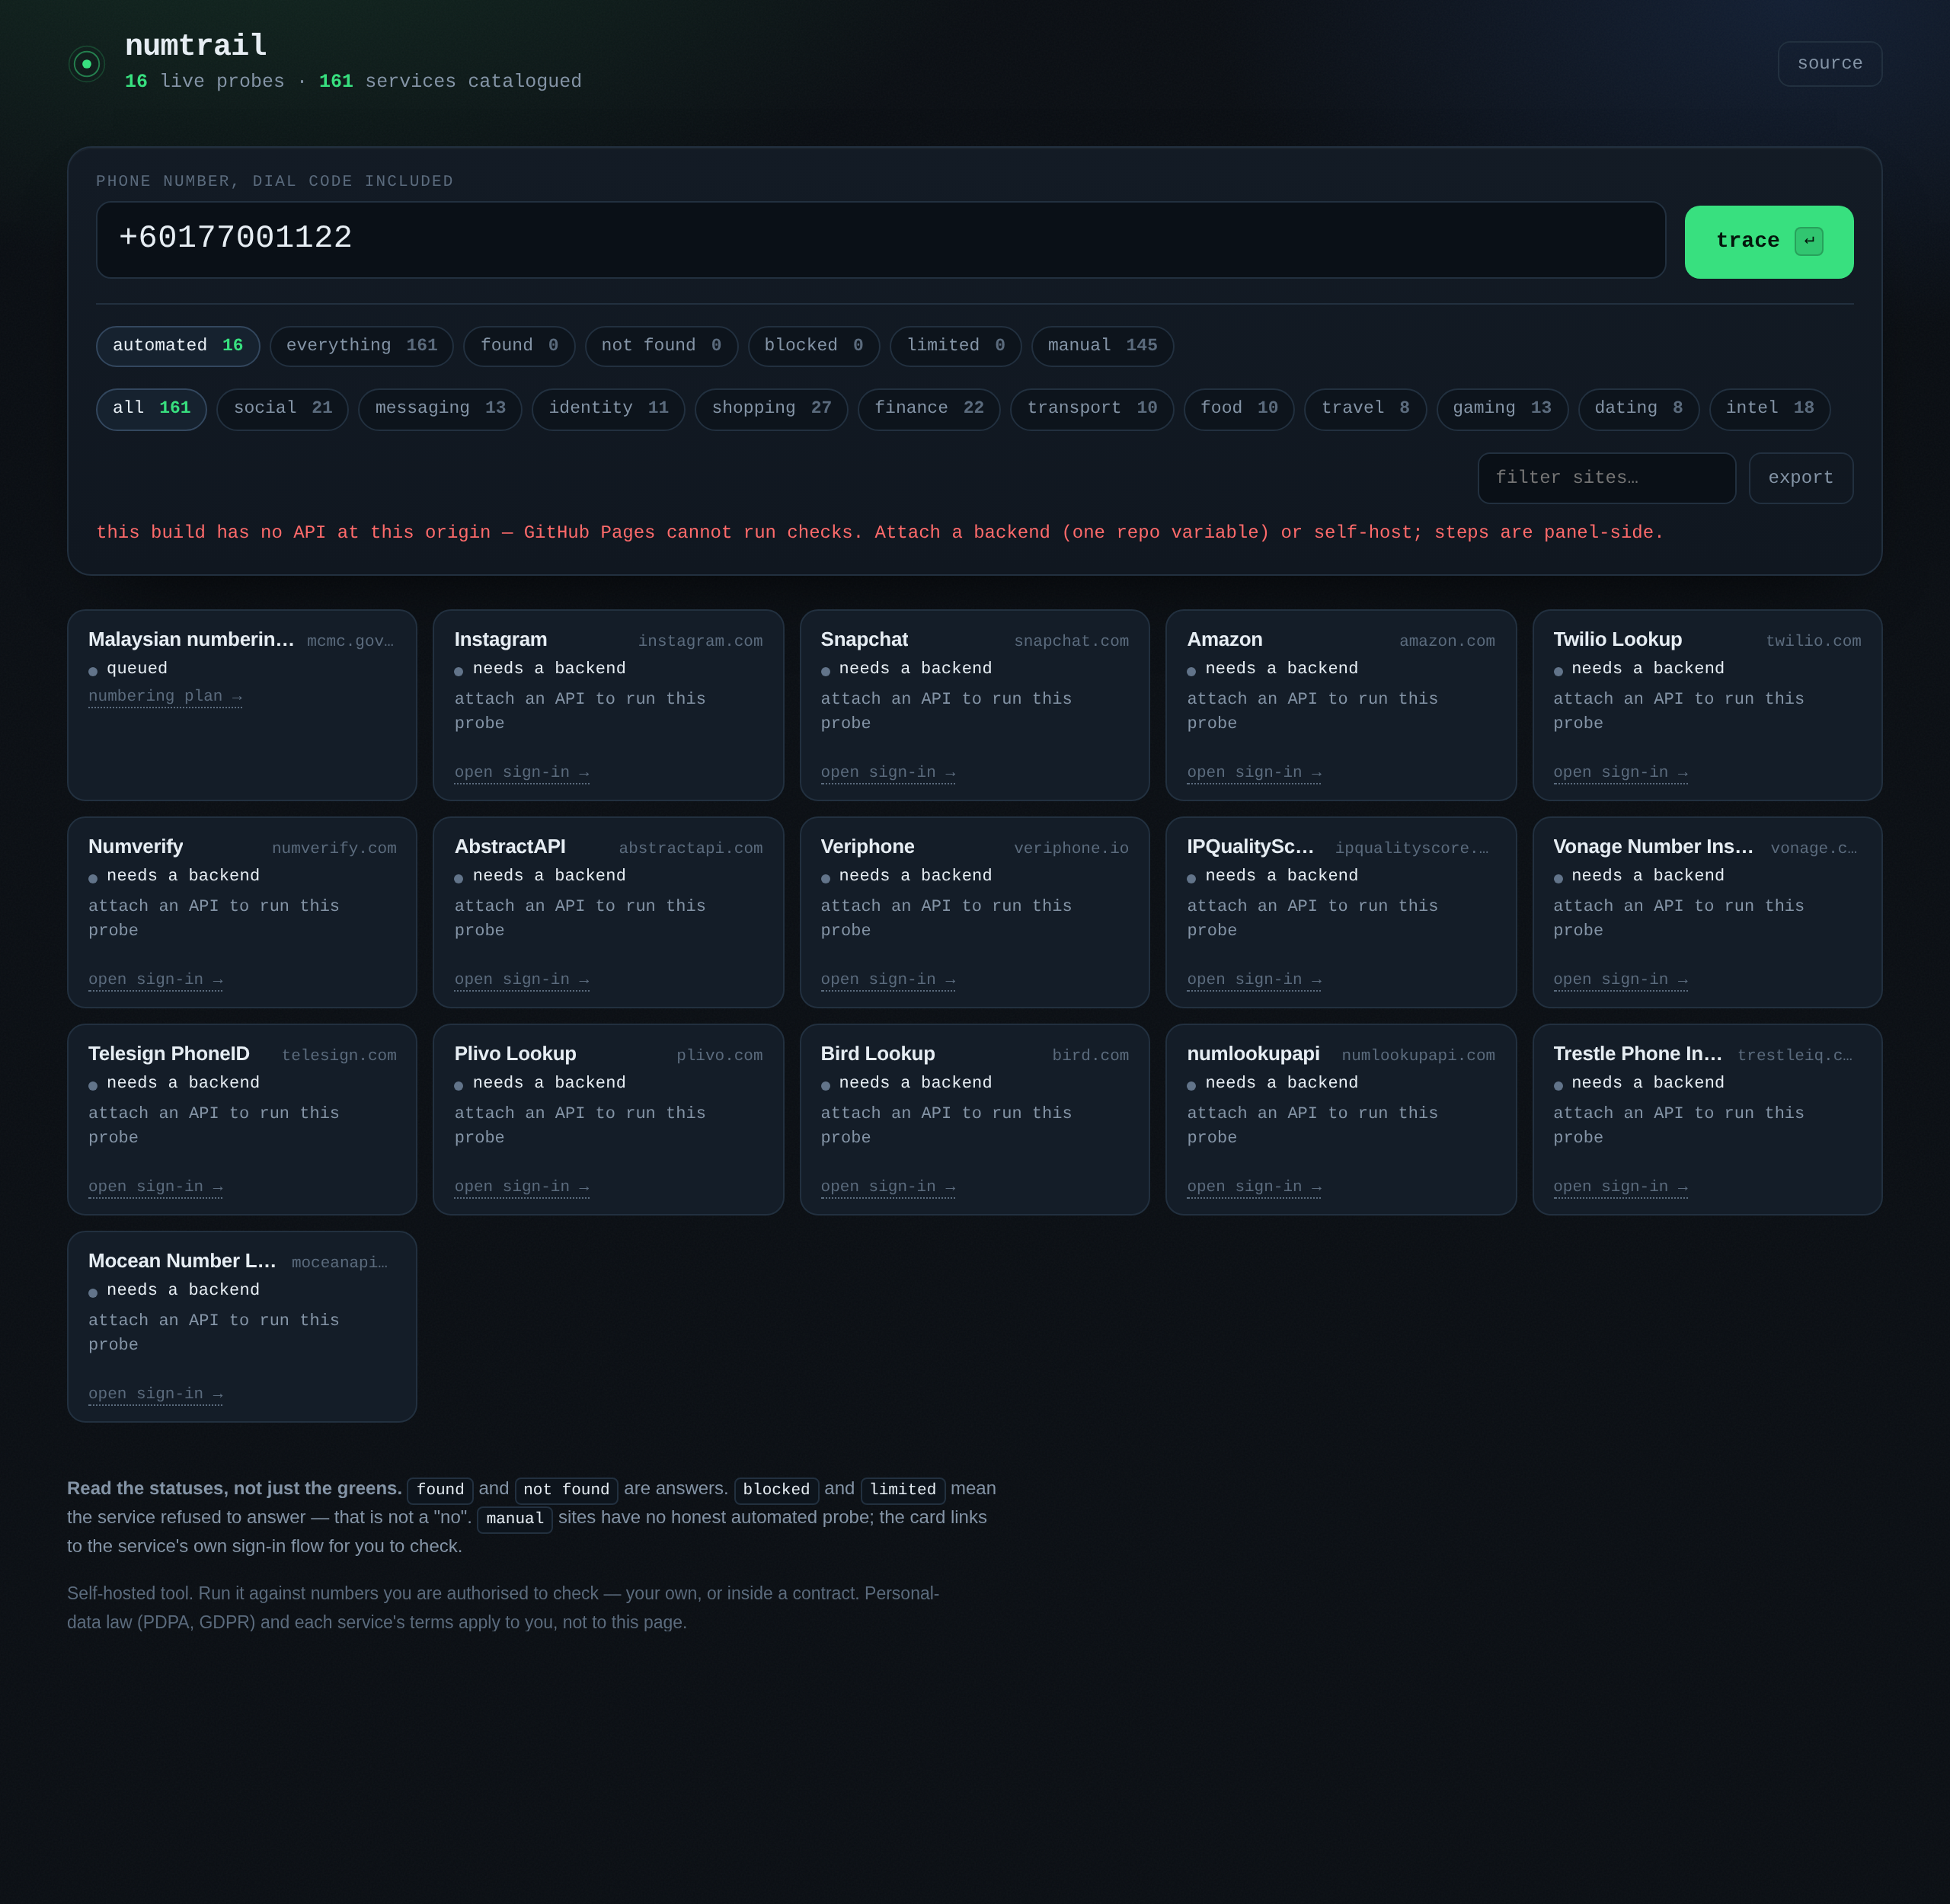 numtrail
16 live probes · 161 services catalogued
source
PHONE NUMBER, DIAL CODE INCLUDED
+60177001122
trace ↵
automated 16 everything 161 found 0 not found 0 blocked 0 limited 0 manual 145
all 161 social 21 messaging 13 identity 11 shopping 27 finance 22 transport 10 food 10 travel 8 gaming 13 dating 8 intel 18
filter sites… export
this build has no API at this origin — GitHub Pages cannot run checks. Attach a backend (one repo variable) or self-host; steps are panel-side.
Malaysian numberin… mcmc.gov…
queued
numbering plan →
Instagram instagram.com
needs a backend
attach an API to run this
probe
open sign-in →
Snapchat snapchat.com
needs a backend
attach an API to run this
probe
open sign-in →
Amazon amazon.com
needs a backend
attach an API to run this
probe
open sign-in →
Twilio Lookup twilio.com
needs a backend
attach an API to run this
probe
open sign-in →
Numverify numverify.com
needs a backend
attach an API to run this
probe
open sign-in →
AbstractAPI abstractapi.com
needs a backend
attach an API to run this
probe
open sign-in →
Veriphone veriphone.io
needs a backend
attach an API to run this
probe
open sign-in →
IPQualitySc… ipqualityscore.…
needs a backend
attach an API to run this
probe
open sign-in →
Vonage Number Ins… vonage.c…
needs a backend
attach an API to run this
probe
open sign-in →
Telesign PhoneID telesign.com
needs a backend
attach an API to run this
probe
open sign-in →
Plivo Lookup plivo.com
needs a backend
attach an API to run this
probe
open sign-in →
Bird Lookup bird.com
needs a backend
attach an API to run this
probe
open sign-in →
numlookupapi numlookupapi.com
needs a backend
attach an API to run this
probe
open sign-in →
Trestle Phone In… trestleiq.c…
needs a backend
attach an API to run this
probe
open sign-in →
Mocean Number L… moceanapi…
needs a backend
attach an API to run this
probe
open sign-in →
Read the statuses, not just the greens. found and not found are answers. blocked and limited mean
the service refused to answer — that is not a "no". manual sites have no honest automated probe; the card links
to the service's own sign-in flow for you to check.
Self-hosted tool. Run it against numbers you are authorised to check — your own, or inside a contract. Personal-
data law (PDPA, GDPR) and each service's terms apply to you, not to this page.